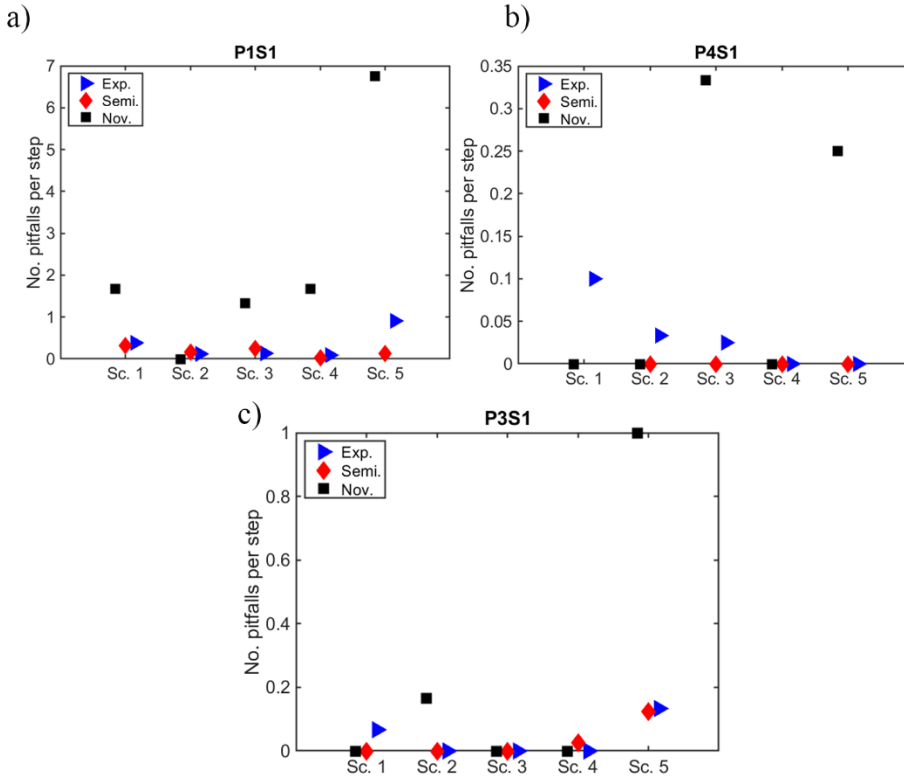 a)
P1S1
No. pitfalls per step
7
6
5
4
3
2
1
0
Exp.
Semi.
Nov.
Sc. 1 Sc. 2 Sc. 3 Sc. 4 Sc. 5
b)
P4S1
No. pitfalls per step
0.35
0.3
0.25
0.2
0.15
0.1
0.05
0
Exp.
Semi.
Nov.
Sc. 1 Sc. 2 Sc. 3 Sc. 4 Sc. 5
c)
P3S1
No. pitfalls per step
1
0.8
0.6
0.4
0.2
0
Exp.
Semi.
Nov.
Sc. 1 Sc. 2 Sc. 3 Sc. 4 Sc. 5